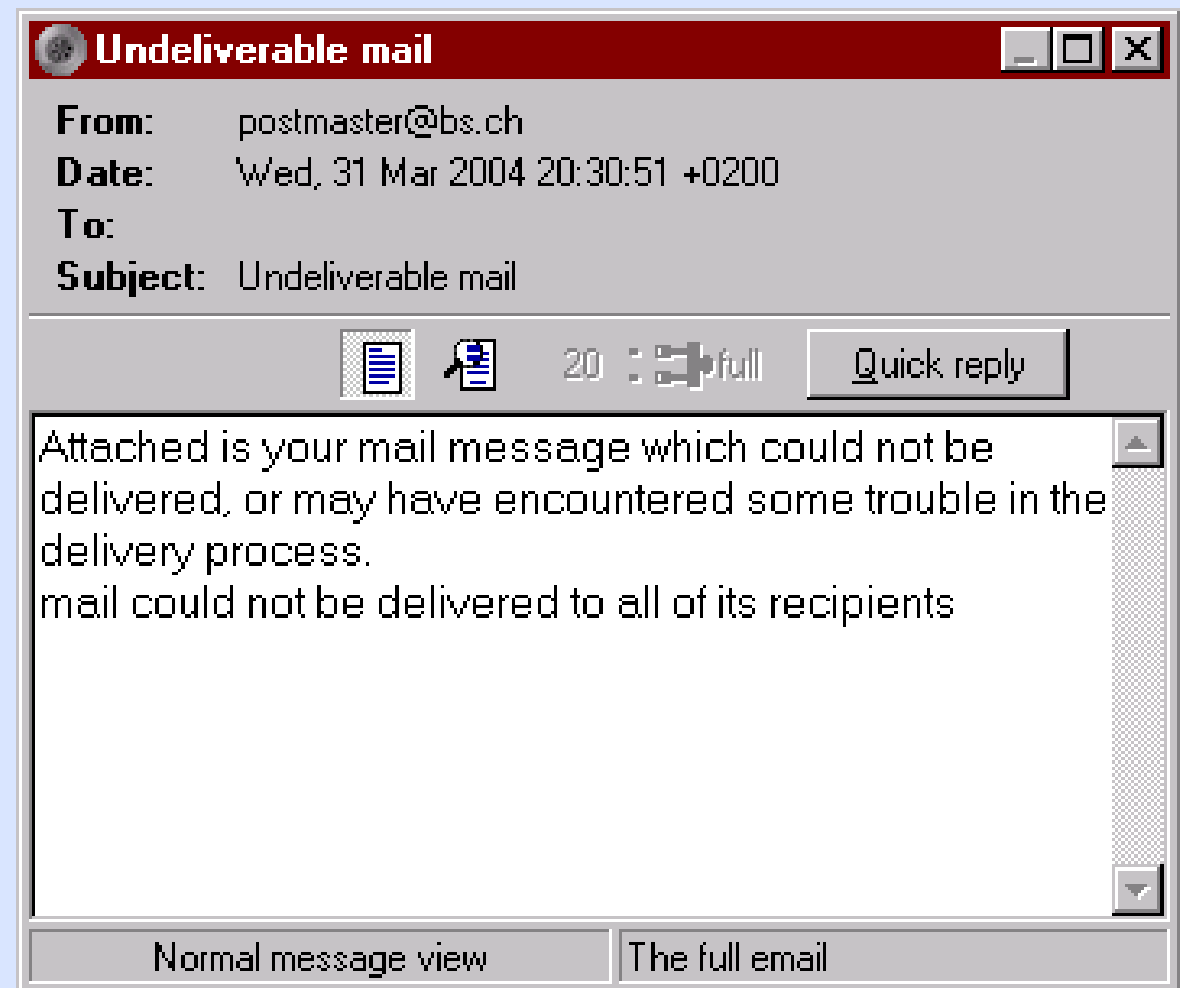 Undeliverable mail
From: postmaster@bs.ch
Date: Wed, 31 Mar 2004 20:30:51 +0200
To:
Subject: Undeliverable mail
20 : full Quick reply
Attached is your mail message which could not be
delivered, or may have encountered some trouble in the
delivery process.
mail could not be delivered to all of its recipients
Normal message view The full email